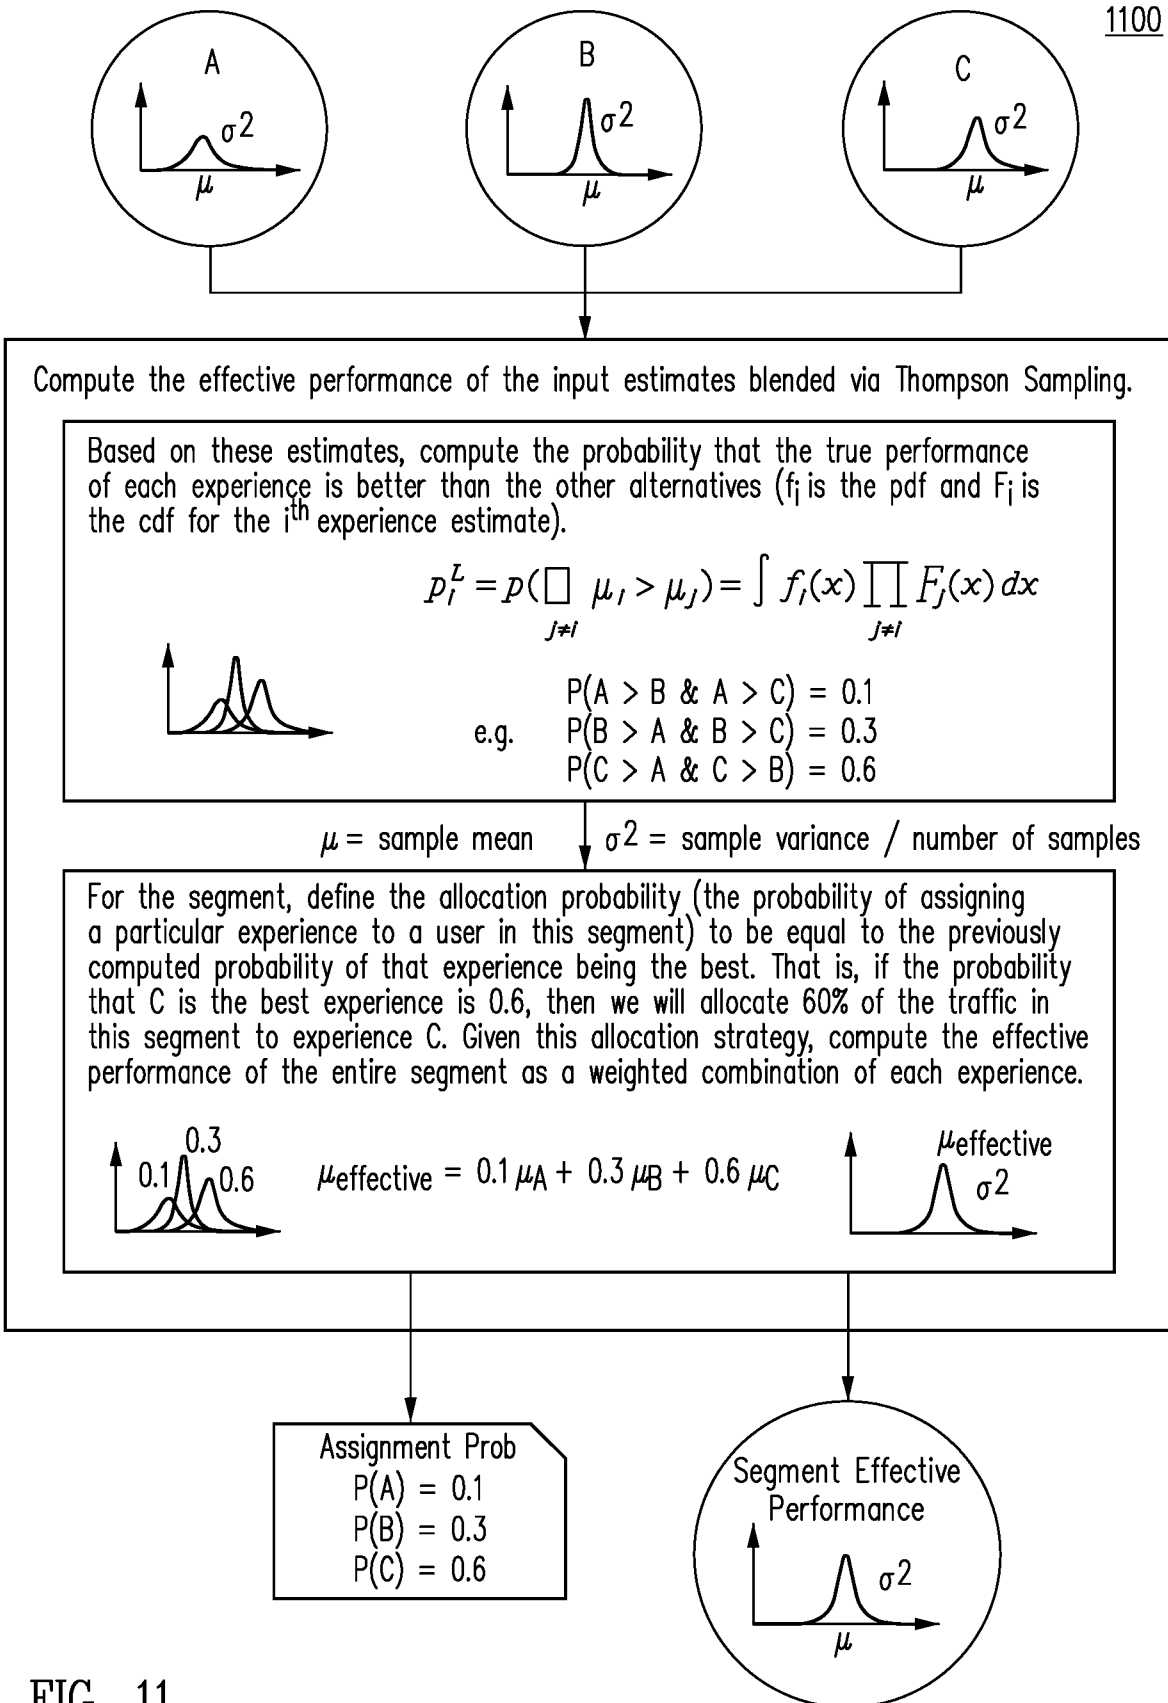 1100
A
σ2
μ
B
σ2
μ
C
σ2
μ
Compute the effective performance of the input estimates blended via Thompson Sampling.
Based on these estimates, compute the probability that the true performance
of each experience is better than the other alternatives (fi is the pdf and Fi is
the cdf for the ith experience estimate).
p_i^L = p(∏_{j≠i} μ_i > μ_j) = ∫ f_i(x) ∏_{j≠i} F_j(x) dx
P(A > B & A > C) = 0.1
e.g. P(B > A & B > C) = 0.3
P(C > A & C > B) = 0.6
μ = sample mean σ2 = sample variance / number of samples
For the segment, define the allocation probability (the probability of assigning
a particular experience to a user in this segment) to be equal to the previously
computed probability of that experience being the best. That is, if the probability
that C is the best experience is 0.6, then we will allocate 60% of the traffic in
this segment to experience C. Given this allocation strategy, compute the effective
performance of the entire segment as a weighted combination of each experience.
0.3
0.1
0.6
μeffective = 0.1 μA + 0.3 μB + 0.6 μC
μeffective
σ2
Assignment Prob
P(A) = 0.1
P(B) = 0.3
P(C) = 0.6
Segment Effective
Performance
σ2
μ
FIG. 11